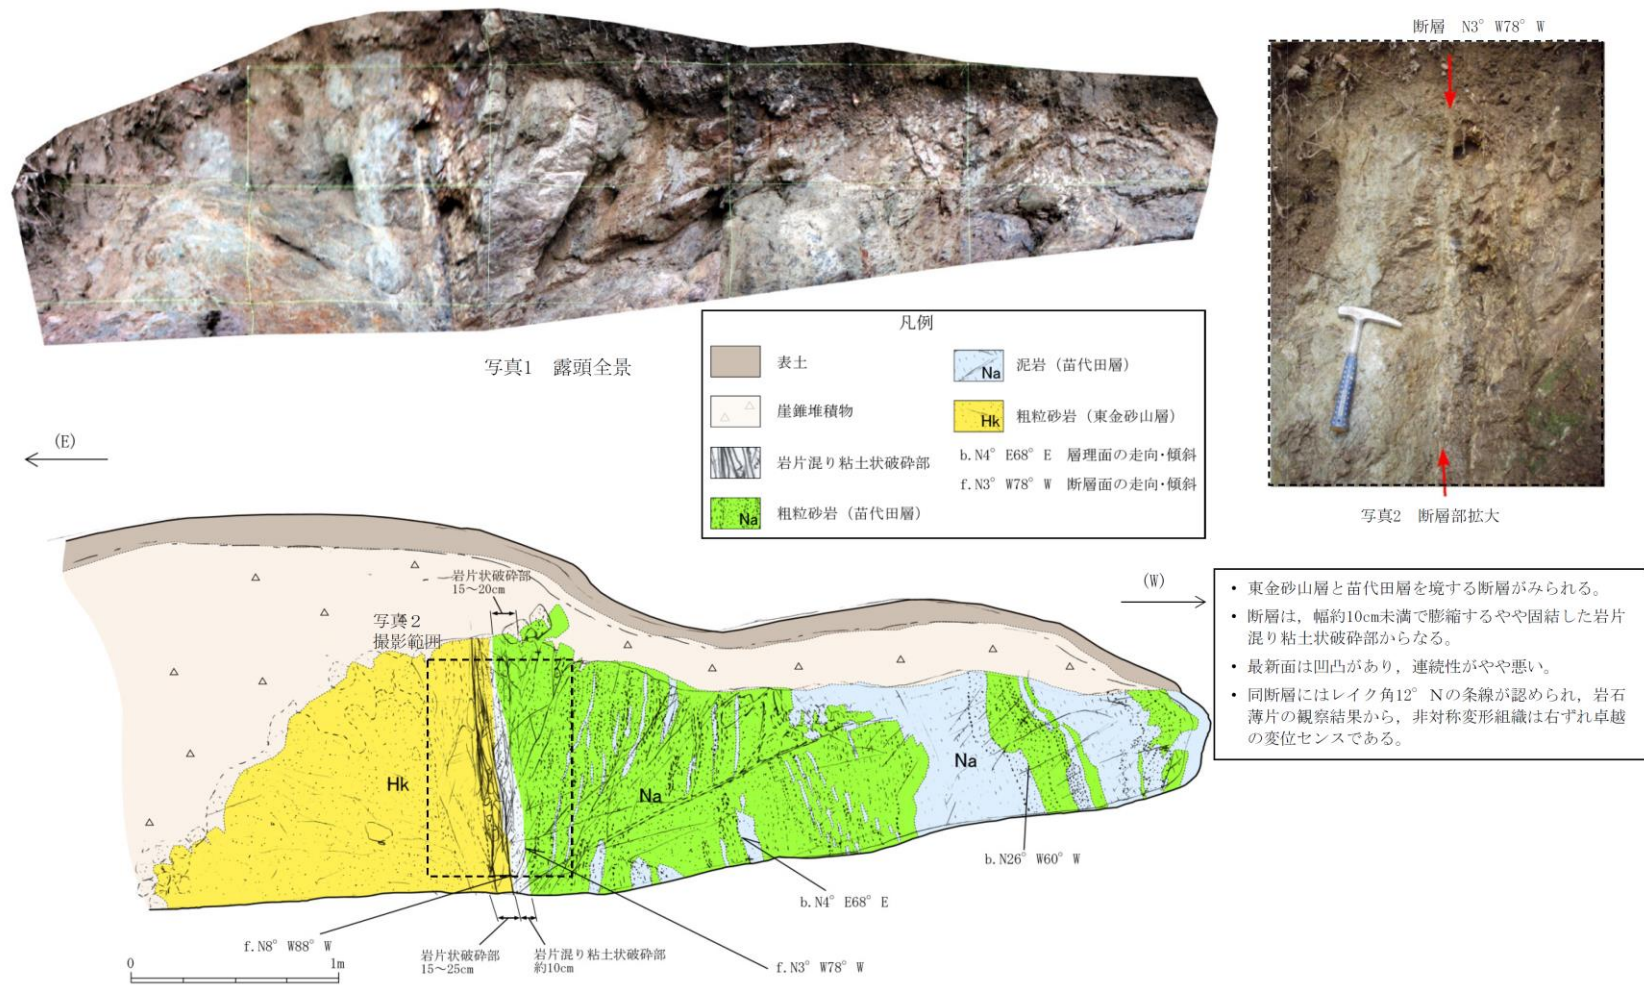 断層　N3°W78°W
写真1　露頭全景
写真2　断層部拡大
凡例
表土
崖錐堆積物
岩片混り粘土状破砕部
Na
粗粒砂岩（苗代田層）
Na
泥岩（苗代田層）
Hk
粗粒砂岩（東金砂山層）
b.N4°E68°E　層理面の走向・傾斜
f.N3°W78°W　断層面の走向・傾斜
(E)
(W)
岩片状破砕部
15～20cm
写真２
撮影範囲
Hk
Na
Na
b.N26°W60°W
b.N4°E68°E
f.N8°W88°W
岩片状破砕部
15～25cm
岩片混り粘土状破砕部
約10cm
f.N3°W78°W
0
1m
・東金砂山層と苗代田層を境する断層がみられる。
・断層は，幅約10cm未満で膨縮するやや固結した岩片
混り粘土状破砕部からなる。
・最新面は凹凸があり，連続性がやや悪い。
・同断層にはレイク角12°Nの条線が認められ，岩石
薄片の観察結果から，非対称変形組織は右ずれ卓越
の変位センスである。